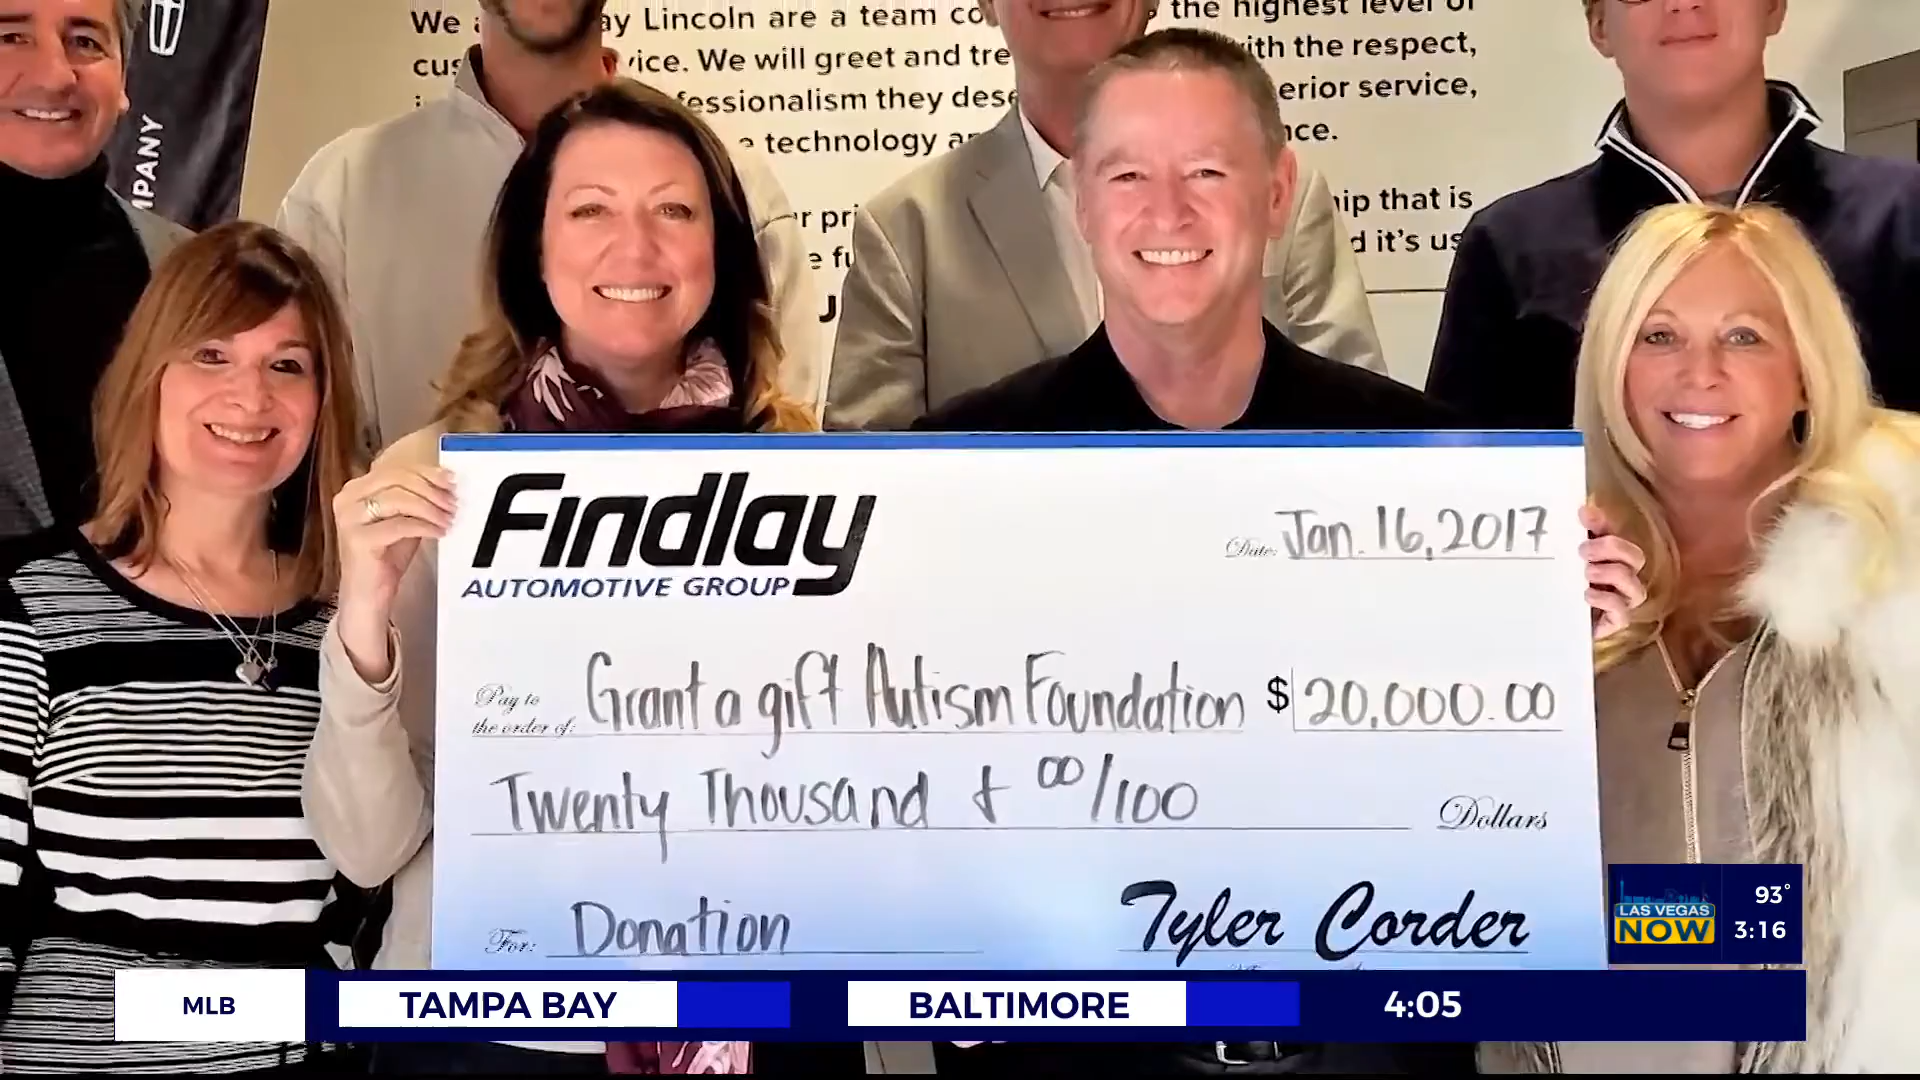 We a ay Lincoln are a team co the highest level of
cus vice. We will greet and tre ith the respect,
fessionalism they dese erior service,
technology a nce.
r pri ip that is
e fu d it's us
J
MPANY
Findlay
AUTOMOTIVE GROUP
Date: Jan. 16, 2017
Pay to
the order of: Grant a gift Autism Foundation $ 20,000.00
Twenty Thousand & 00/100 Dollars
For: Donation Tyler Corder
LAS VEGAS
NOW
93°
3:16
MLB TAMPA BAY BALTIMORE 4:05